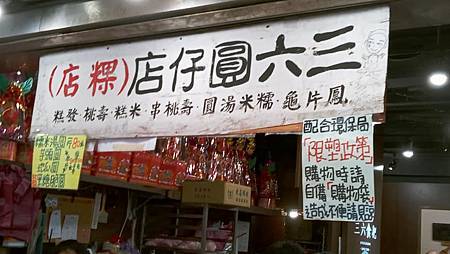 三六圓仔店(粿店)
鳳片龜·糯米湯圓·壽桃串·米糕·壽桃·發糕
配合環保局
「限塑政策」
購物時請
自備「購物袋」
造成不便請見諒